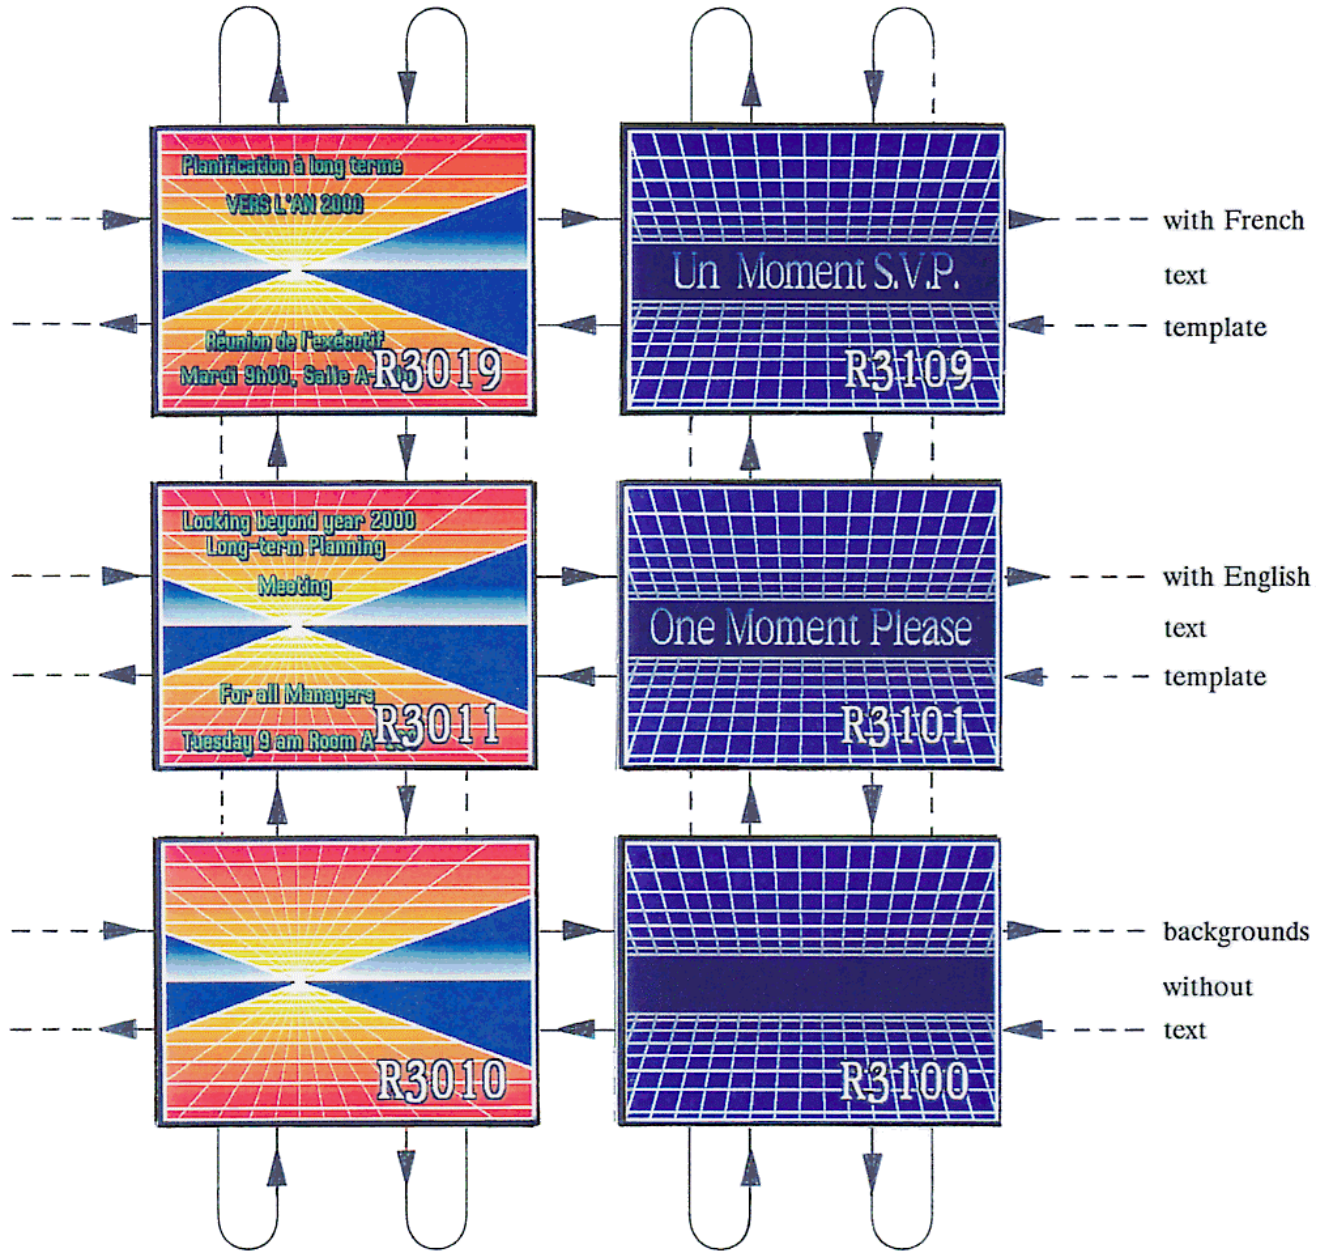 Planification à long terme
VERS L'AN 2000
Réunion de l'exécutif
Mardi 9h00, Salle
R3019
Un Moment S.V.P.
R3109
with French
text
template
Looking beyond year 2000
Long-term Planning
Meeting
For all Managers
Tuesday 9 am Room
R3011
One Moment Please
R3101
with English
text
template
R3010
R3100
backgrounds
without
text